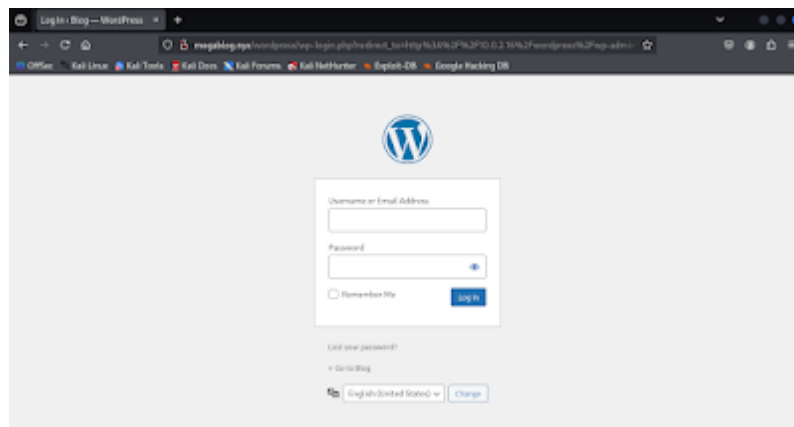 Log In ‹ Blog — WordPress
megablog.nyx/wordpress/wp-login.php?redirect_to=http%3A%2F%2F10.0.2.16%2Fwordpress%2Fwp-admi
OffSec Kali Linux Kali Tools Kali Docs Kali Forums Kali NetHunter Exploit-DB Google Hacking DB
Username or Email Address
Password
Remember Me Log In
Lost your password?
← Go to Blog
English (United States) Change